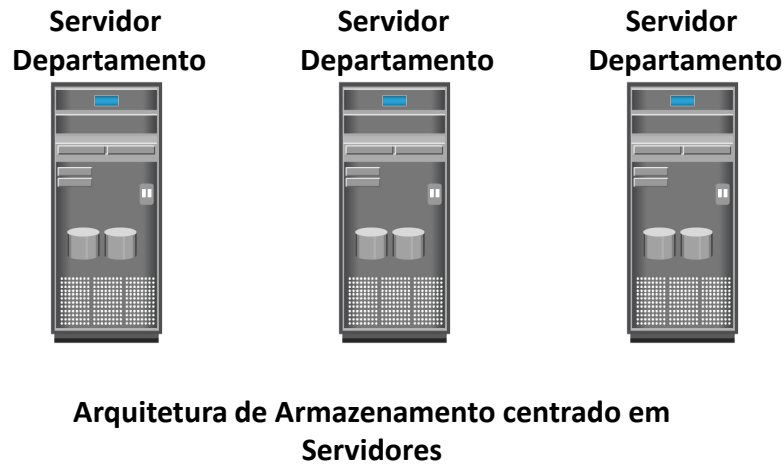 Servidor
Departamento
Servidor
Departamento
Servidor
Departamento
Arquitetura de Armazenamento centrado em
Servidores